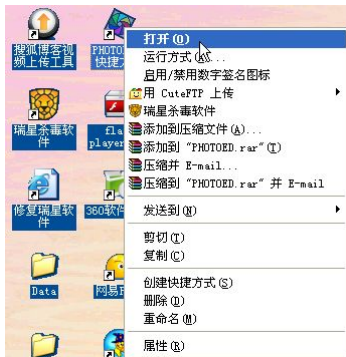 搜狐博客视
频上传工具
PHOTO
快捷方
瑞星杀毒软
件
fla
player
修复瑞星软
件
360软件
Data
网易
打开(O)
运行方式(A)...
启用/禁用数字签名图标
用 CuteFTP 上传
瑞星杀毒软件
添加到压缩文件(A)...
添加到 "PHOTOED.rar"(T)
压缩并 E-mail...
压缩到 "PHOTOED.rar" 并 E-mail
发送到(N)
剪切(T)
复制(C)
创建快捷方式(S)
删除(D)
重命名(M)
属性(R)